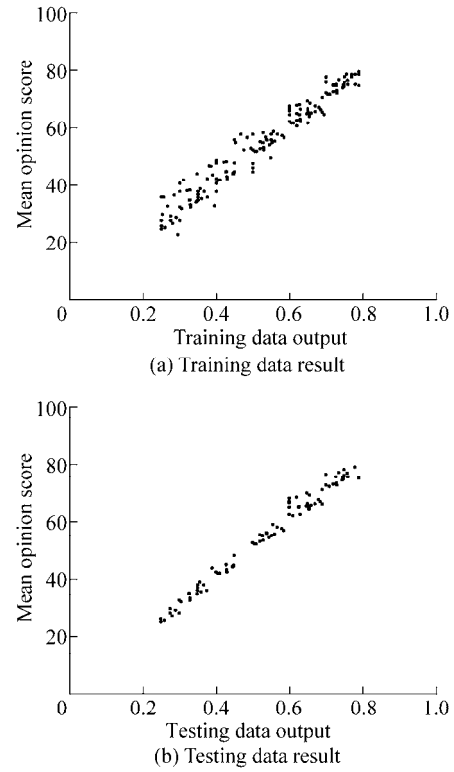 100
80
60
40
20
Mean opinion score
0 0.2 0.4 0.6 0.8 1.0
Training data output
(a) Training data result
100
80
60
40
20
Mean opinion score
0 0.2 0.4 0.6 0.8 1.0
Testing data output
(b) Testing data result